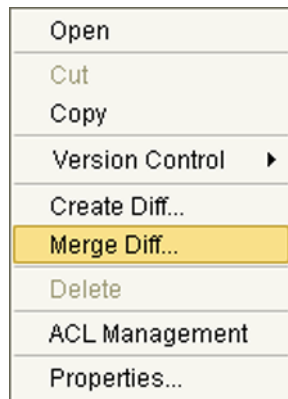 Open
Cut
Copy
Version Control
Create Diff...
Merge Diff...
Delete
ACL Management
Properties...